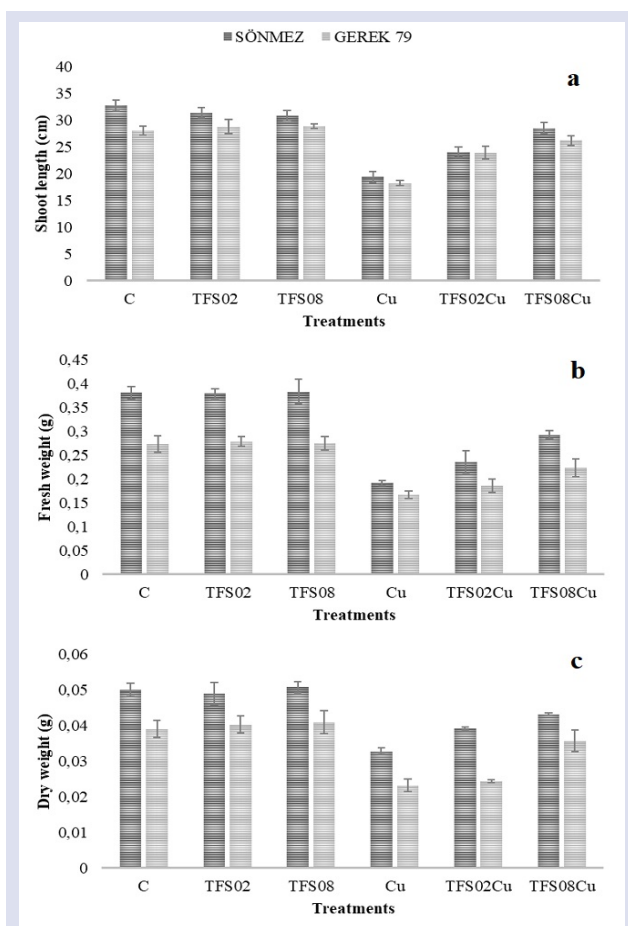 SÖNMEZ GEREK 79
a
Shoot length (cm)
40
35
30
25
20
15
10
5
0
C TFS02 TFS08 Cu TFS02Cu TFS08Cu
Treatments
b
Fresh weight (g)
0,45
0,4
0,35
0,3
0,25
0,2
0,15
0,1
0,05
0
C TFS02 TFS08 Cu TFS02Cu TFS08Cu
Treatments
c
Dry weight (g)
0,06
0,05
0,04
0,03
0,02
0,01
0
C TFS02 TFS08 Cu TFS02Cu TFS08Cu
Treatments